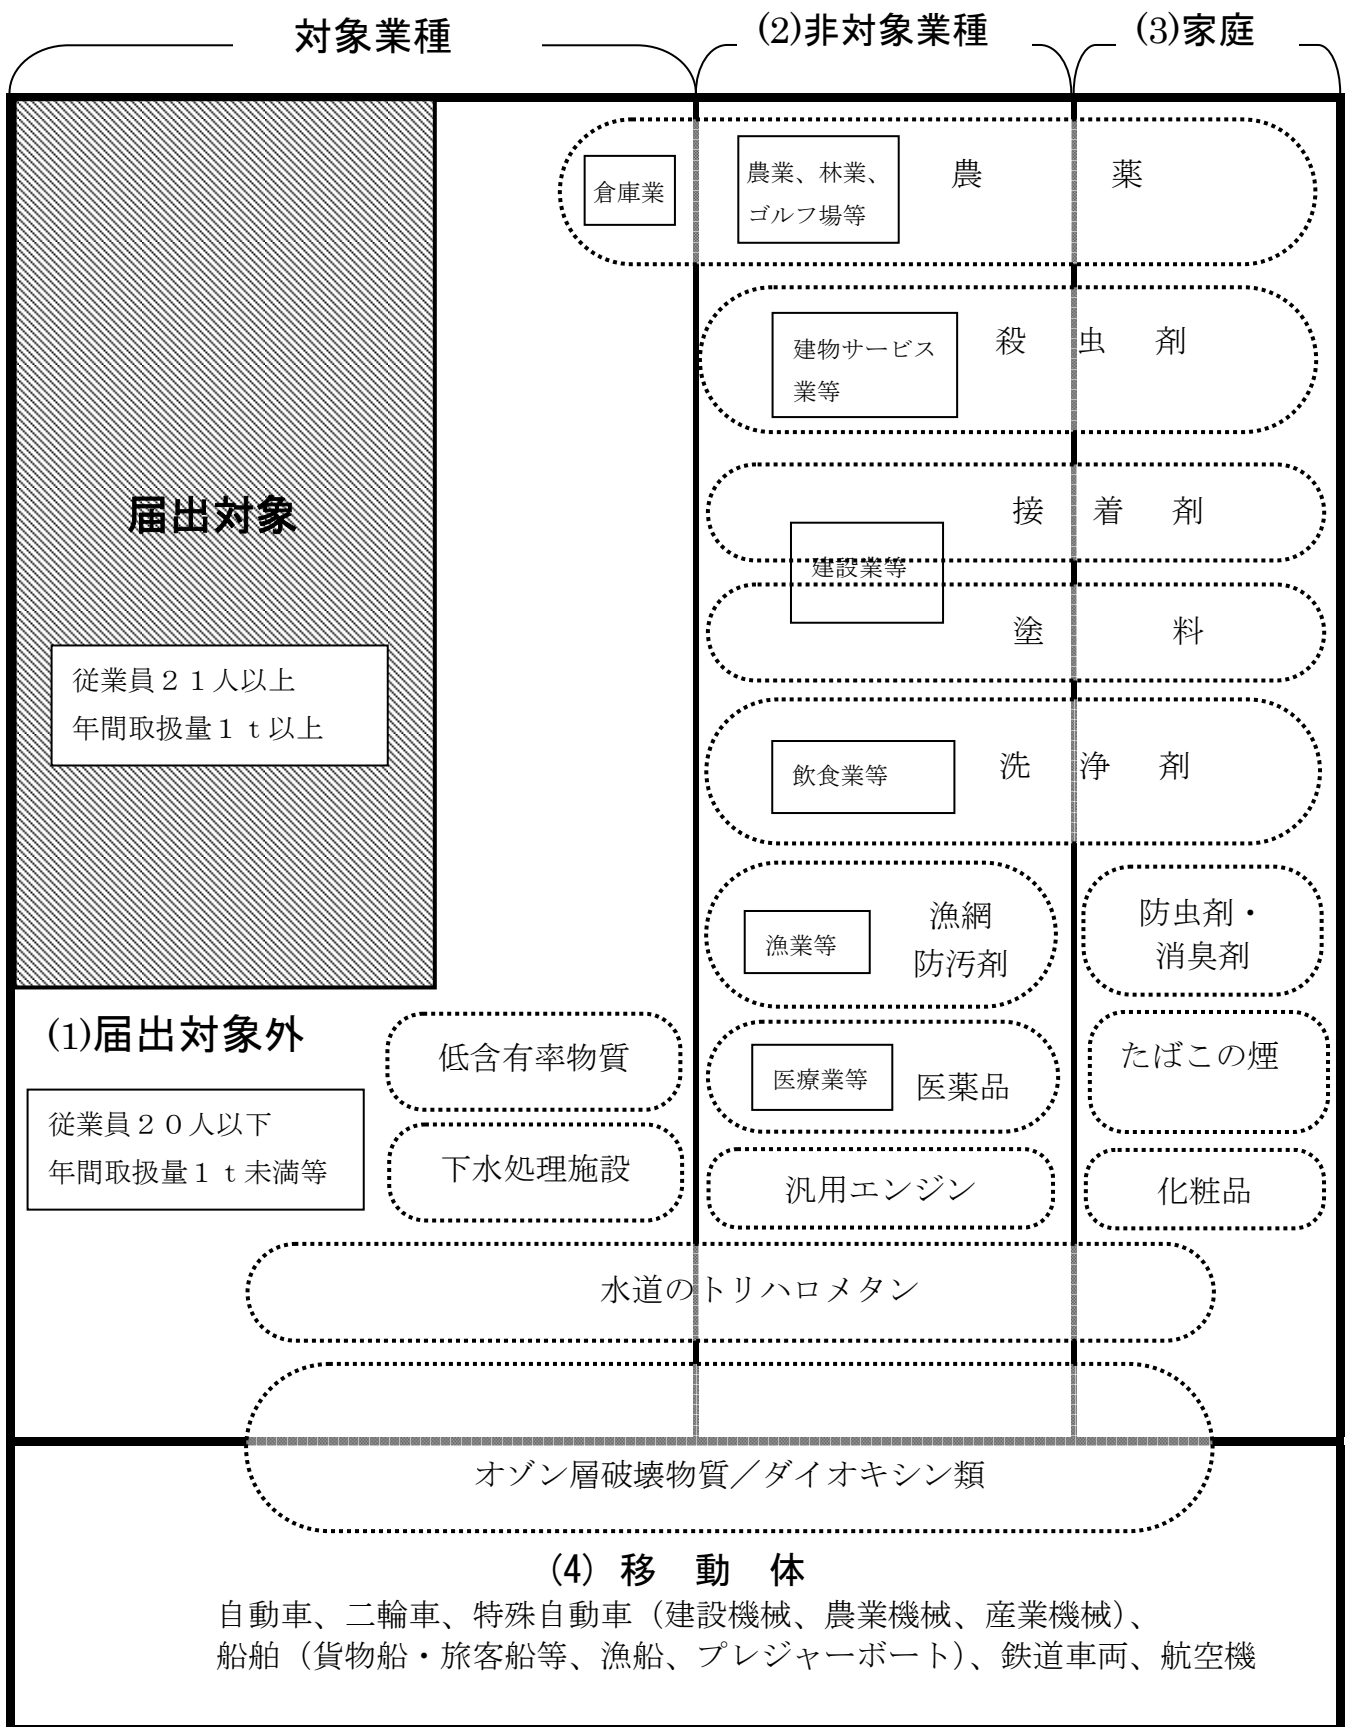 対象業種
(2)非対象業種
(3)家庭
倉庫業
農業、林業、
ゴルフ場等
農　薬
建物サービス
業等
殺　虫　剤
届出対象
従業員２１人以上
年間取扱量１ｔ以上
接　着　剤
建設業等
塗　料
飲食業等
洗　浄　剤
漁業等
漁網
防汚剤
防虫剤・
消臭剤
(1)届出対象外
従業員２０人以下
年間取扱量１ｔ未満等
低含有率物質
医療業等
医薬品
たばこの煙
下水処理施設
汎用エンジン
化粧品
水道のトリハロメタン
オゾン層破壊物質／ダイオキシン類
(4) 移　動　体
自動車、二輪車、特殊自動車（建設機械、農業機械、産業機械）、
船舶（貨物船・旅客船等、漁船、プレジャーボート）、鉄道車両、航空機